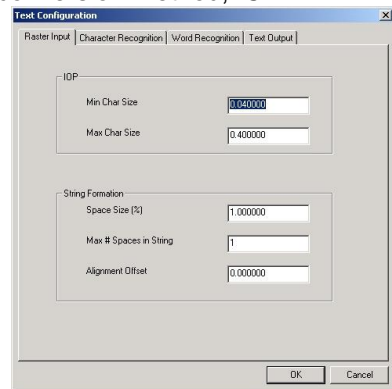 Text Configuration
Raster Input Character Recognition Word Recognition Text Output
IOP
Min Char Size 0.040000
Max Char Size 0.400000
String Formation
Space Size (%) 1.000000
Max # Spaces in String 1
Alignment Offset 0.000000
OK Cancel